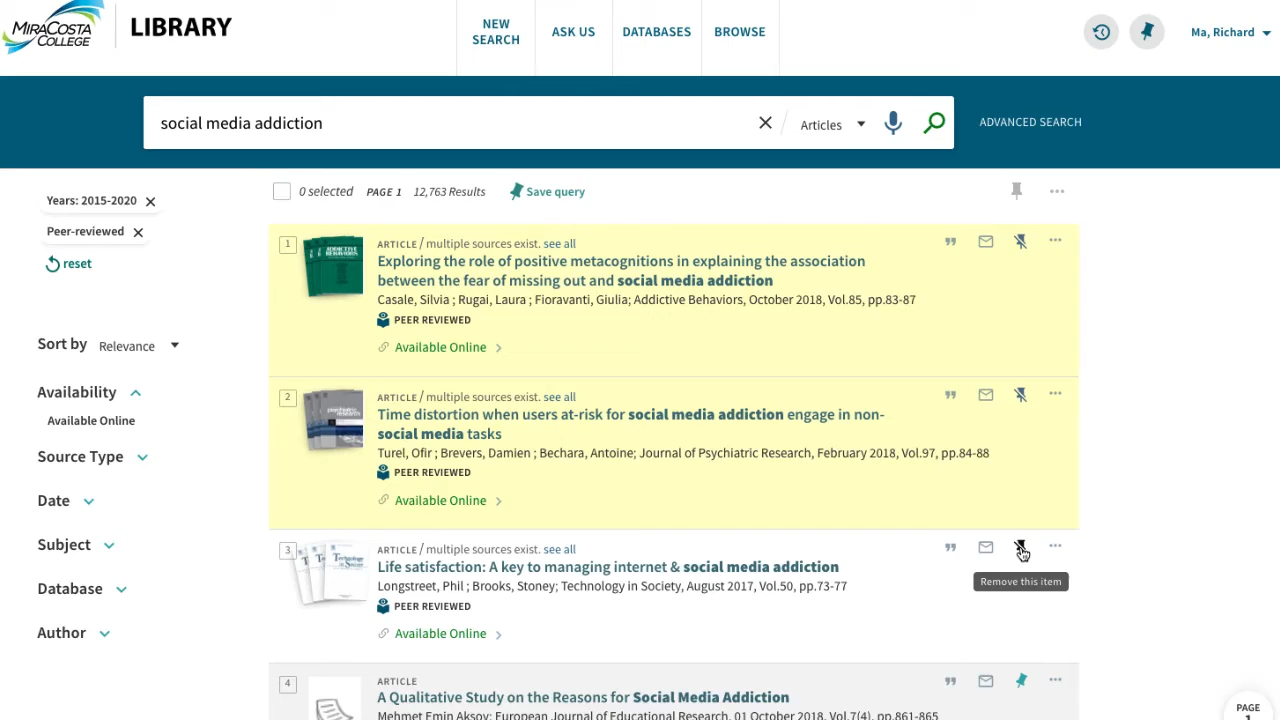 MIRACOSTA
COLLEGE
LIBRARY
NEW
SEARCH
ASK US
DATABASES
BROWSE
Ma, Richard
social media addiction
Articles
ADVANCED SEARCH
Years: 2015-2020
Peer-reviewed
reset
Sort by Relevance
Availability
Available Online
Source Type
Date
Subject
Database
Author
0 selected PAGE 1 12,763 Results Save query
1
ARTICLE / multiple sources exist. see all
Exploring the role of positive metacognitions in explaining the association
between the fear of missing out and social media addiction
Casale, Silvia ; Rugai, Laura ; Fioravanti, Giulia; Addictive Behaviors, October 2018, Vol.85, pp.83-87
PEER REVIEWED
Available Online
2
ARTICLE / multiple sources exist. see all
Time distortion when users at-risk for social media addiction engage in non-
social media tasks
Turel, Ofir ; Brevers, Damien ; Bechara, Antoine; Journal of Psychiatric Research, February 2018, Vol.97, pp.84-88
PEER REVIEWED
Available Online
3
ARTICLE / multiple sources exist. see all
Life satisfaction: A key to managing internet & social media addiction
Longstreet, Phil ; Brooks, Stoney; Technology in Society, August 2017, Vol.50, pp.73-77
PEER REVIEWED
Available Online
Remove this item
4
ARTICLE
A Qualitative Study on the Reasons for Social Media Addiction
Mehmet Emin Aksoy; European Journal of Educational Research, 01 October 2018, Vol.7(4), pp.861-865
PAGE
1